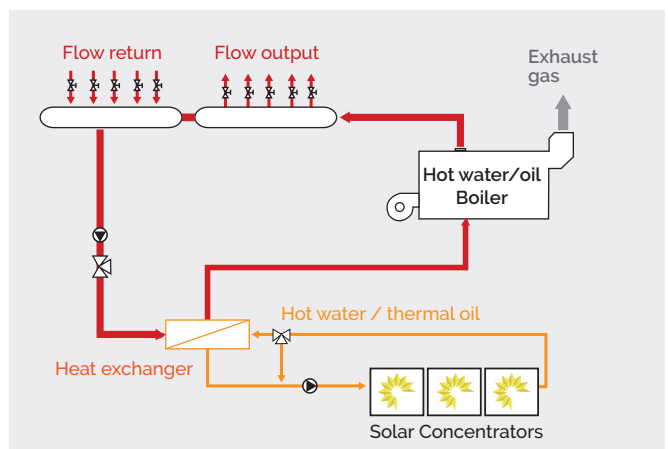 Flow return
Flow output
Exhaust
gas
Hot water/oil
Boiler
Hot water / thermal oil
Heat exchanger
Solar Concentrators